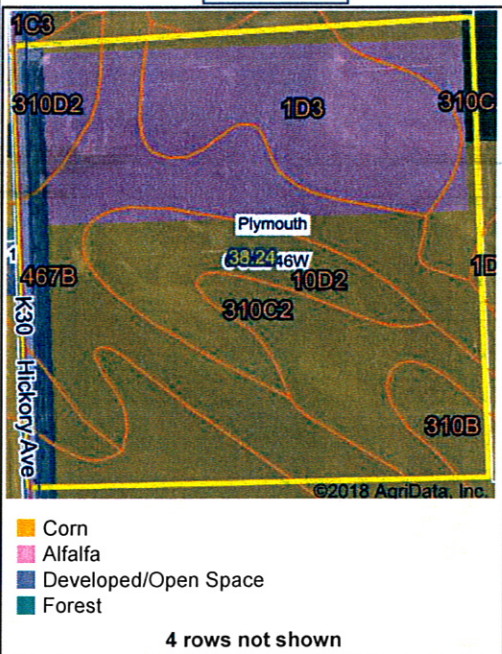 1C3
310D2
1D3
310C
Plymouth
38.24
46W
1D
467B
10D2
310C2
K30 Hickory Ave
310B
©2018 AgriData, Inc.
Corn
Alfalfa
Developed/Open Space
Forest
4 rows not shown